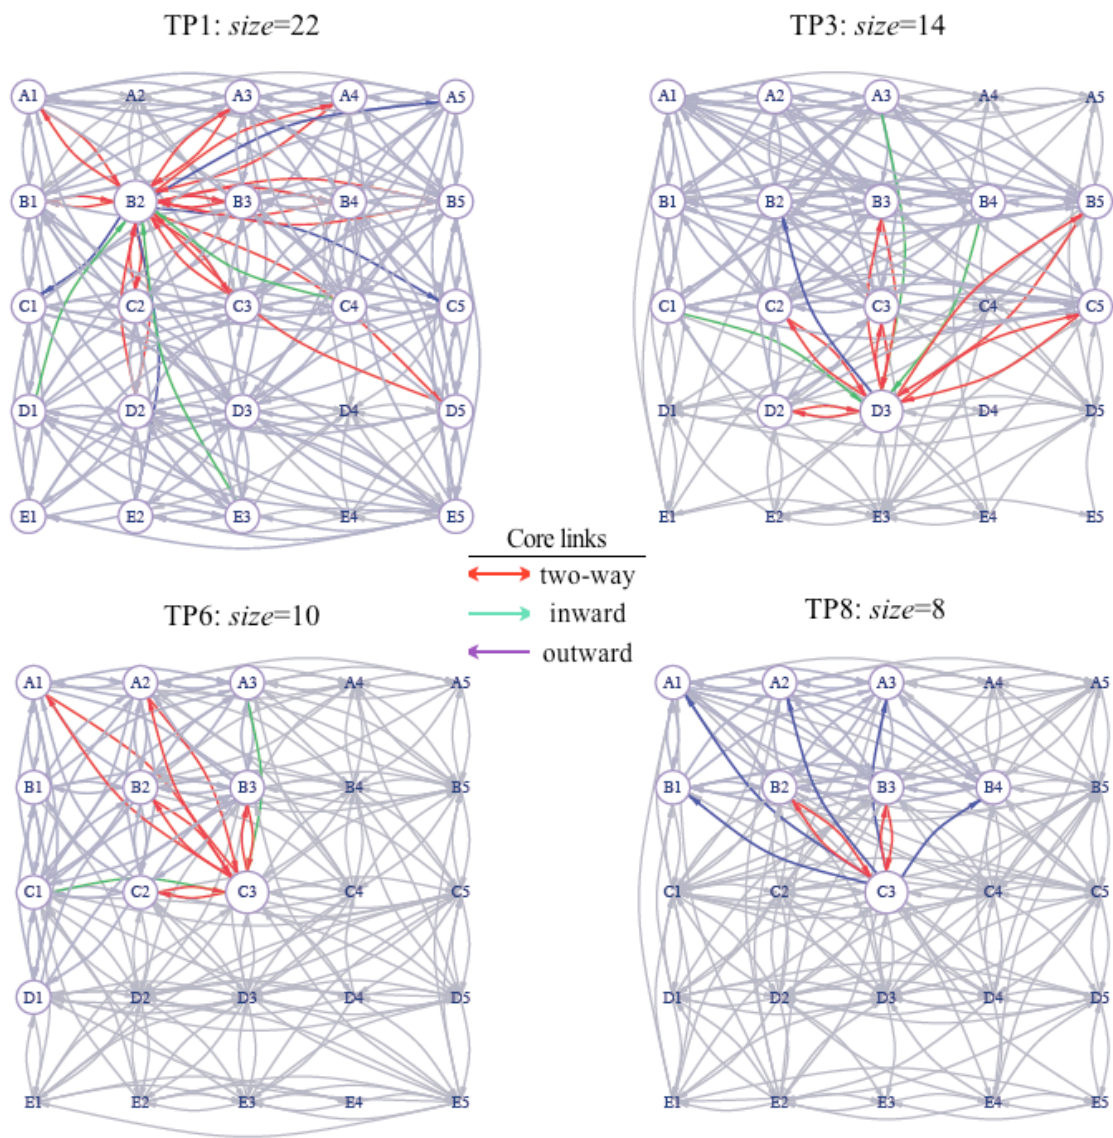 TP1: size=22
TP3: size=14
A1 A2 A3 A4 A5
A1 A2 A3 A4 A5
B1 B2 B3 B4 B5
B1 B2 B3 B4 B5
C1 C2 C3 C4 C5
C1 C2 C3 C4 C5
D1 D2 D3 D4 D5
D1 D2 D3 D4 D5
E1 E2 E3 E4 E5
E1 E2 E3 E4 E5
Core links
two-way
inward
outward
TP6: size=10
TP8: size=8
A1 A2 A3 A4 A5
A1 A2 A3 A4 A5
B1 B2 B3 B4 B5
B1 B2 B3 B4 B5
C1 C2 C3 C4 C5
C1 C2 C3 C4 C5
D1 D2 D3 D4 D5
D1 D2 D3 D4 D5
E1 E2 E3 E4 E5
E1 E2 E3 E4 E5